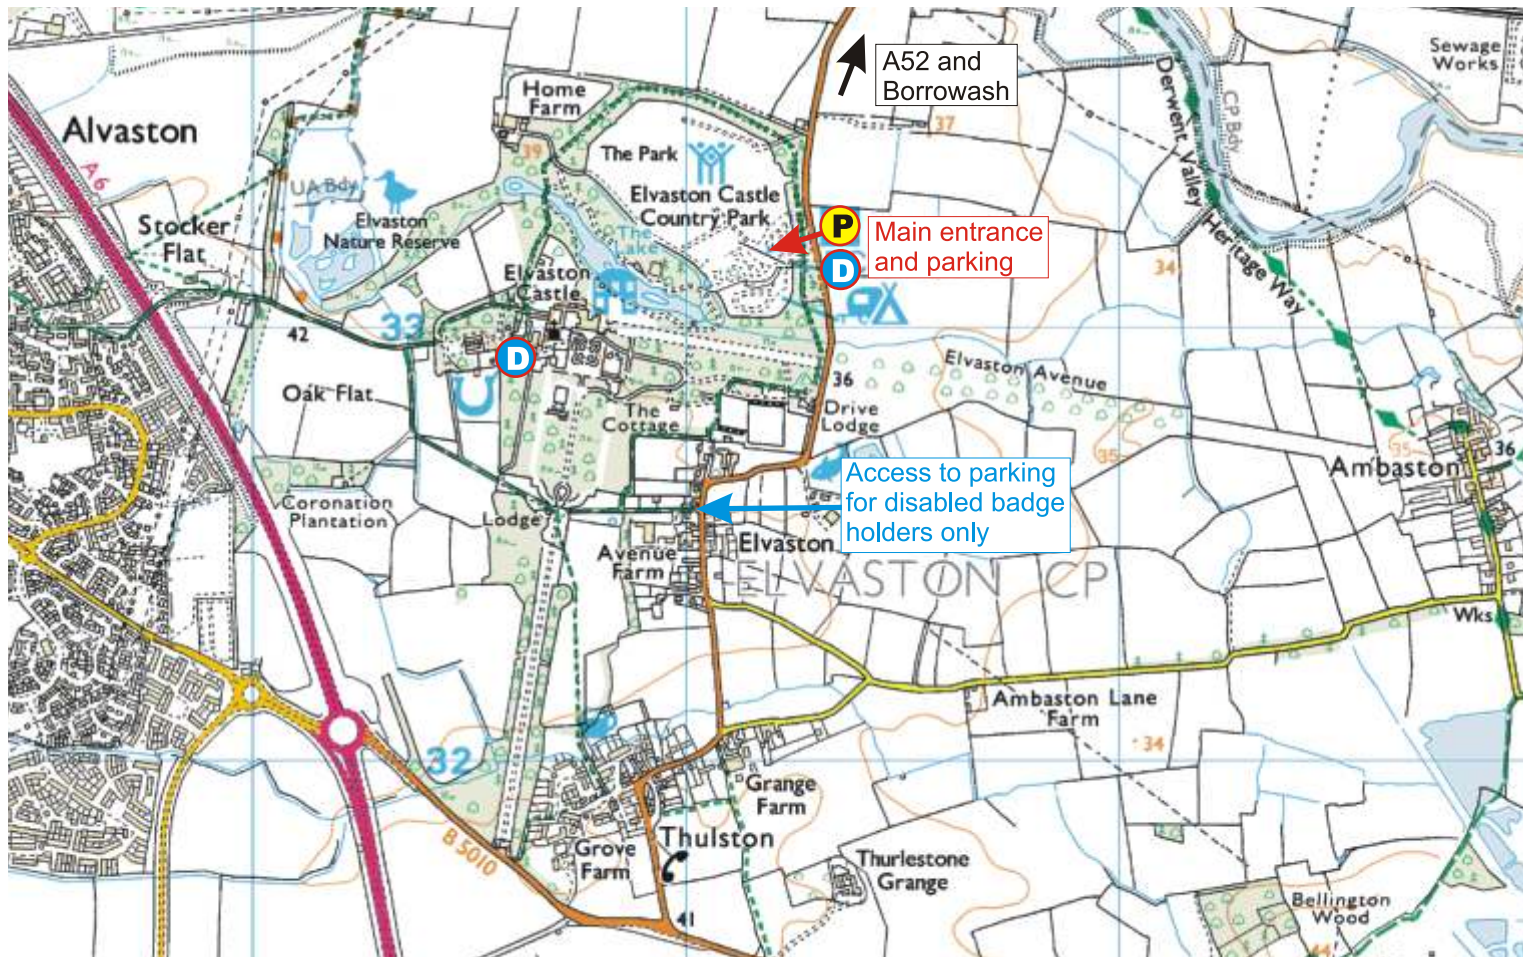 A52 and
Borrowash
Sewage
Works
Home
Farm
Alvaston
A6
37
39
The Park
Derwent Valley Heritage Way
CP Bdy
UA Bdy
Elvaston Castle
Country Park
Stocker
Flat
Elvaston
Nature Reserve
The
Lake
P
Main entrance
and parking
D
34
Elvaston
Castle
33
42
D
Elvaston Avenue
36
Oak Flat
The
Cottage
Drive
Lodge
35
35
36
Ambaston
Access to parking
for disabled badge
holders only
Coronation
Plantation
Lodge
Avenue
Farm
Elvaston
ELVASTON CP
Wks
Ambaston Lane
Farm
34
32
Grange
Farm
B 5010
Grove
Farm
Thulston
Thurlestone
Grange
41
Bellington
Wood
44